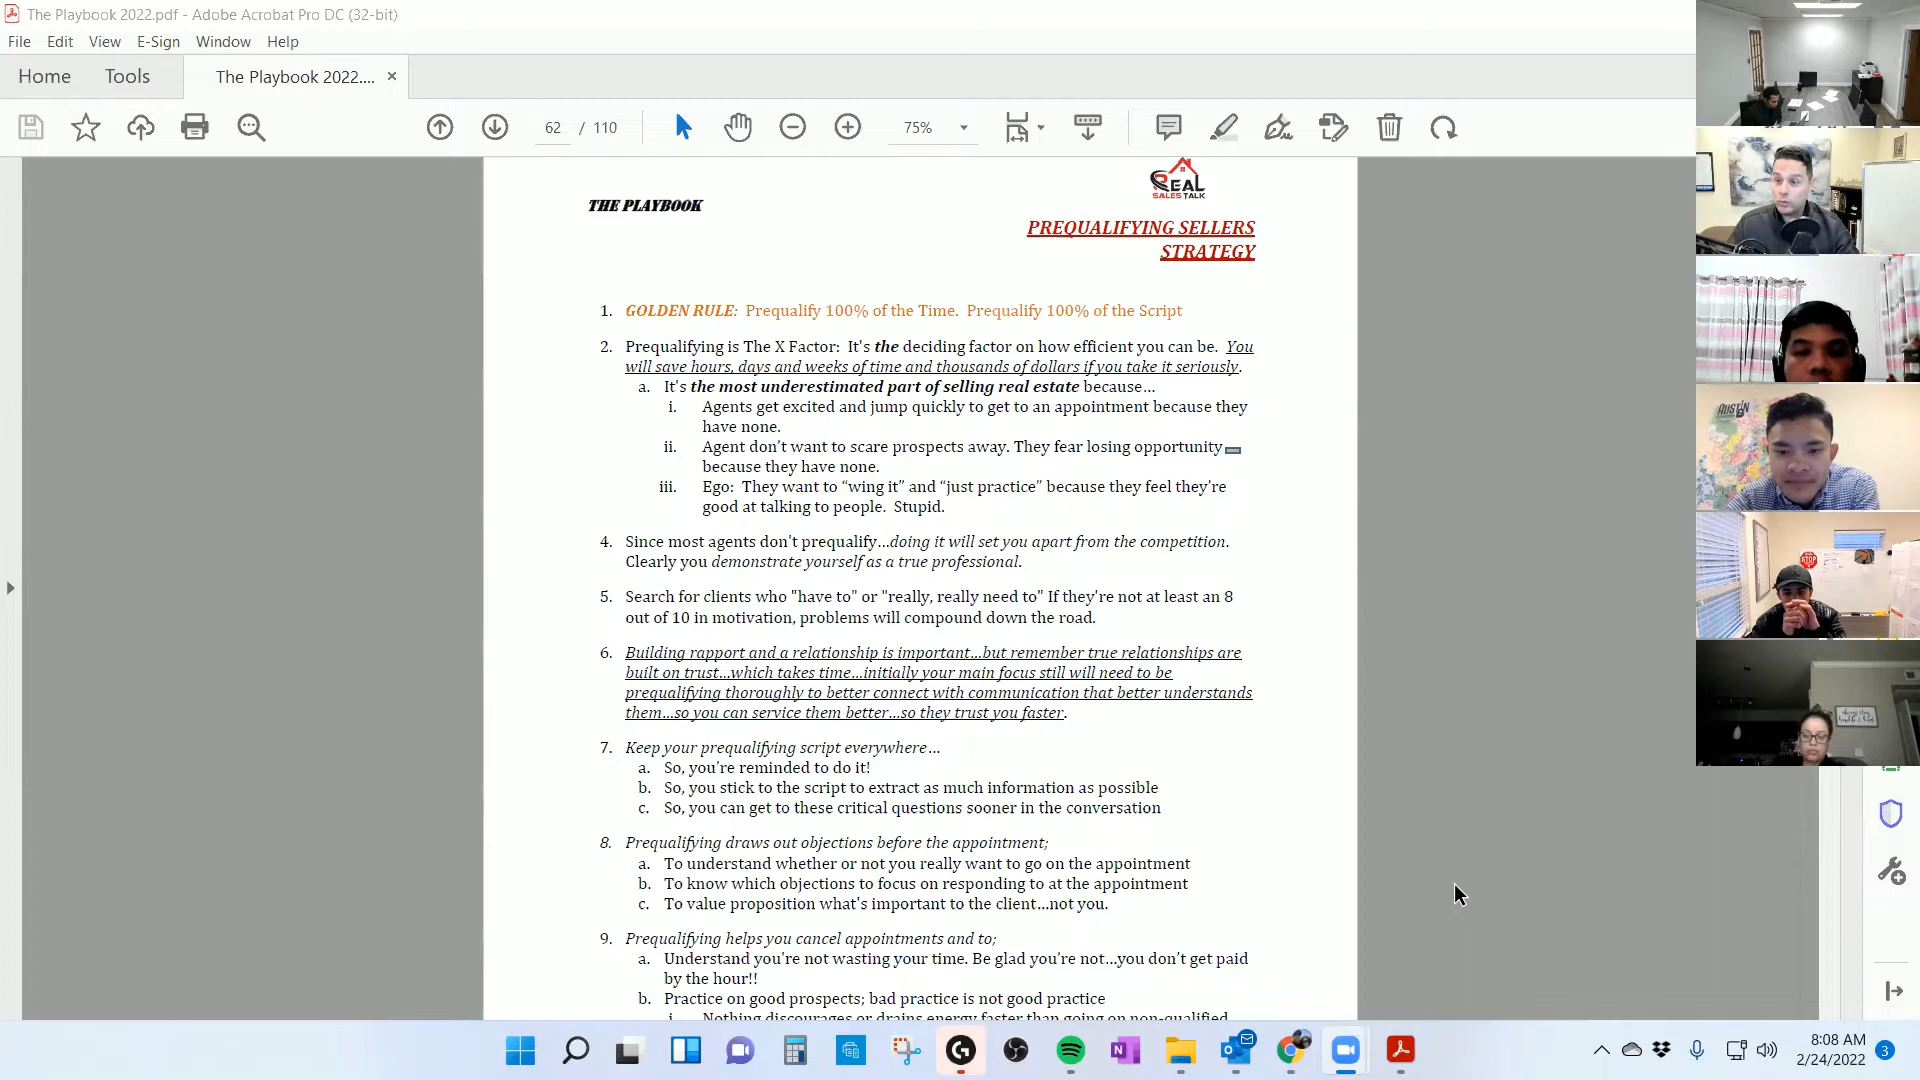 The Playbook 2022.pdf - Adobe Acrobat Pro DC (32-bit)
File Edit View E-Sign Window Help
Home Tools The Playbook 2022.... ×
62 / 110 75%
REAL
SALES TALK
THE PLAYBOOK
PREQUALIFYING SELLERS
STRATEGY
1. GOLDEN RULE: Prequalify 100% of the Time. Prequalify 100% of the Script
2. Prequalifying is The X Factor: It's the deciding factor on how efficient you can be. You
will save hours, days and weeks of time and thousands of dollars if you take it seriously.
a. It's the most underestimated part of selling real estate because...
i. Agents get excited and jump quickly to get to an appointment because they
have none.
ii. Agent don't want to scare prospects away. They fear losing opportunity
because they have none.
iii. Ego: They want to “wing it” and “just practice” because they feel they're
good at talking to people. Stupid.
4. Since most agents don't prequalify...doing it will set you apart from the competition.
Clearly you demonstrate yourself as a true professional.
5. Search for clients who "have to" or "really, really need to" If they're not at least an 8
out of 10 in motivation, problems will compound down the road.
6. Building rapport and a relationship is important...but remember true relationships are
built on trust...which takes time...initially your main focus still will need to be
prequalifying thoroughly to better connect with communication that better understands
them...so you can service them better...so they trust you faster.
7. Keep your prequalifying script everywhere...
a. So, you're reminded to do it!
b. So, you stick to the script to extract as much information as possible
c. So, you can get to these critical questions sooner in the conversation
8. Prequalifying draws out objections before the appointment;
a. To understand whether or not you really want to go on the appointment
b. To know which objections to focus on responding to at the appointment
c. To value proposition what's important to the client...not you.
9. Prequalifying helps you cancel appointments and to;
a. Understand you're not wasting your time. Be glad you're not...you don't get paid
by the hour!!
b. Practice on good prospects; bad practice is not good practice
i. Nothing discourages or drains energy faster than going on non-qualified
AUSTIN
STOP
8:08 AM
2/24/2022
3